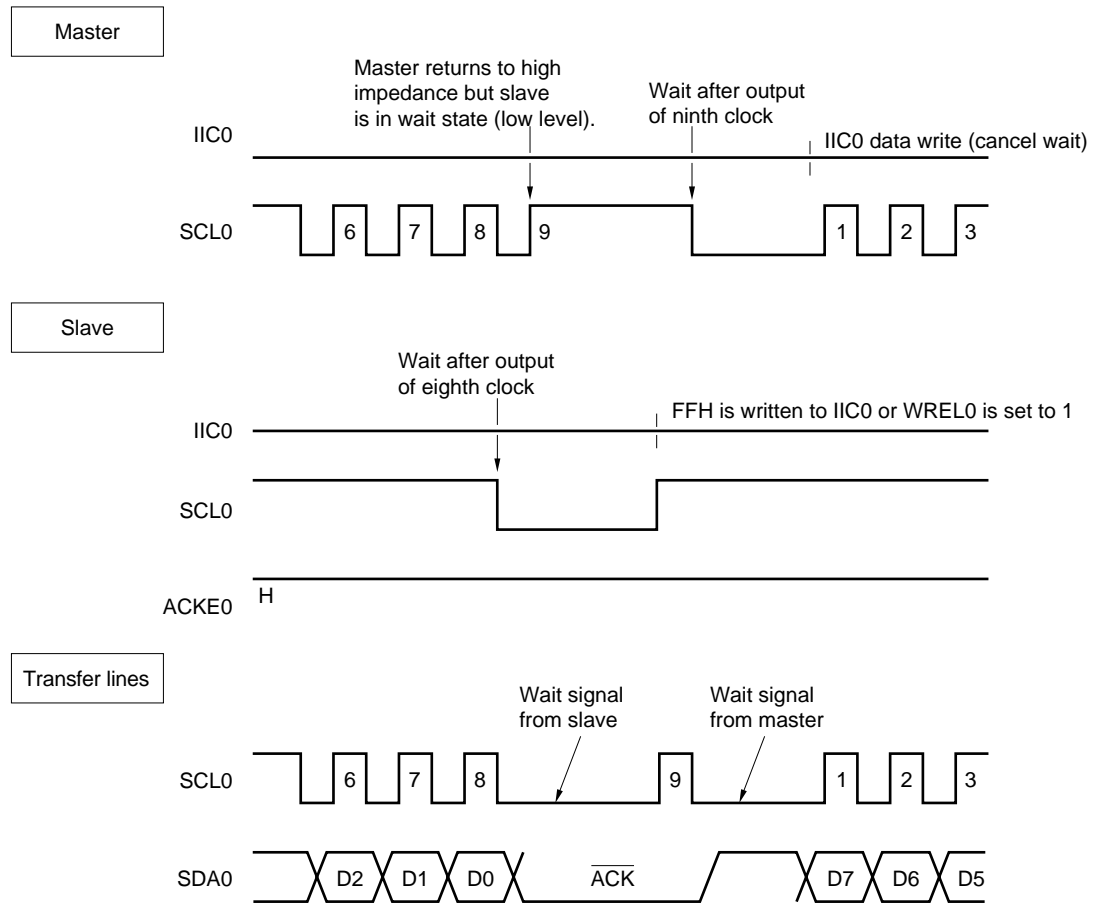 Master
Master returns to high
impedance but slave
is in wait state (low level).
Wait after output
of ninth clock
IIC0
IIC0 data write (cancel wait)
SCL0
6 7 8 9 1 2 3
Slave
Wait after output
of eighth clock
FFH is written to IIC0 or WREL0 is set to 1
IIC0
SCL0
H
ACKE0
Transfer lines
Wait signal
from slave
Wait signal
from master
SCL0
6 7 8 9 1 2 3
SDA0
D2 D1 D0 A̅C̅K̅ D7 D6 D5